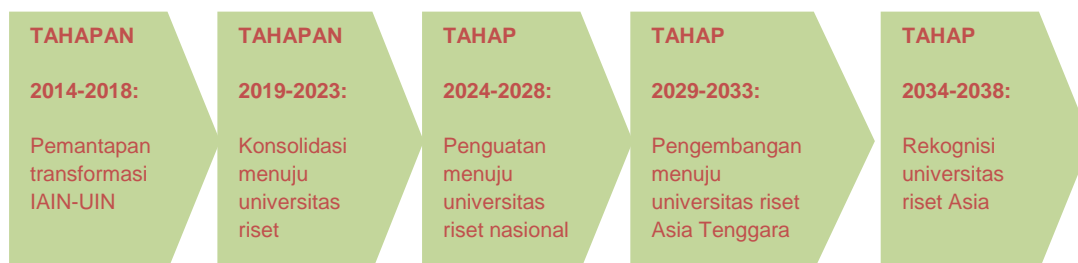 TAHAPAN
2014-2018:
Pemantapan
transformasi
IAIN-UIN
TAHAPAN
2019-2023:
Konsolidasi
menuju
universitas
riset
TAHAP
2024-2028:
Penguatan
menuju
universitas
riset nasional
TAHAP
2029-2033:
Pengembangan
menuju
universitas riset
Asia Tenggara
TAHAP
2034-2038:
Rekognisi
universitas
riset Asia